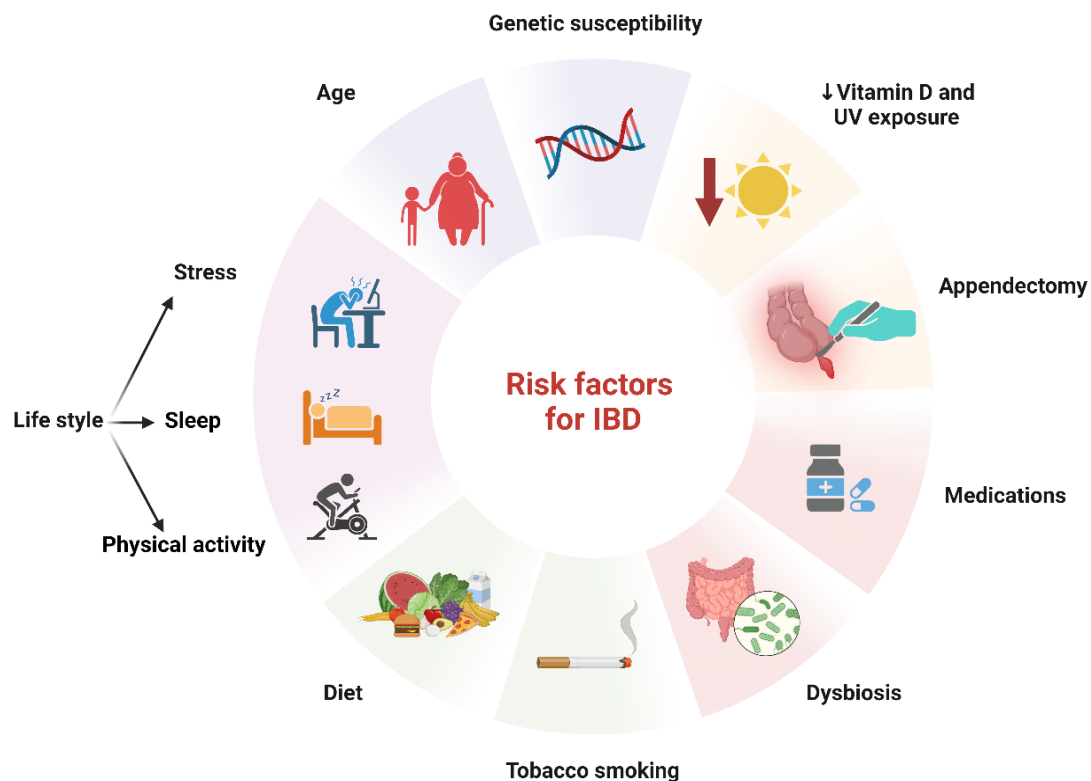 Genetic susceptibility
Age
↓Vitamin D and
UV exposure
Stress
Appendectomy
Life style
Sleep
Risk factors
for IBD
Medications
Physical activity
Diet
Dysbiosis
Tobacco smoking
zzz